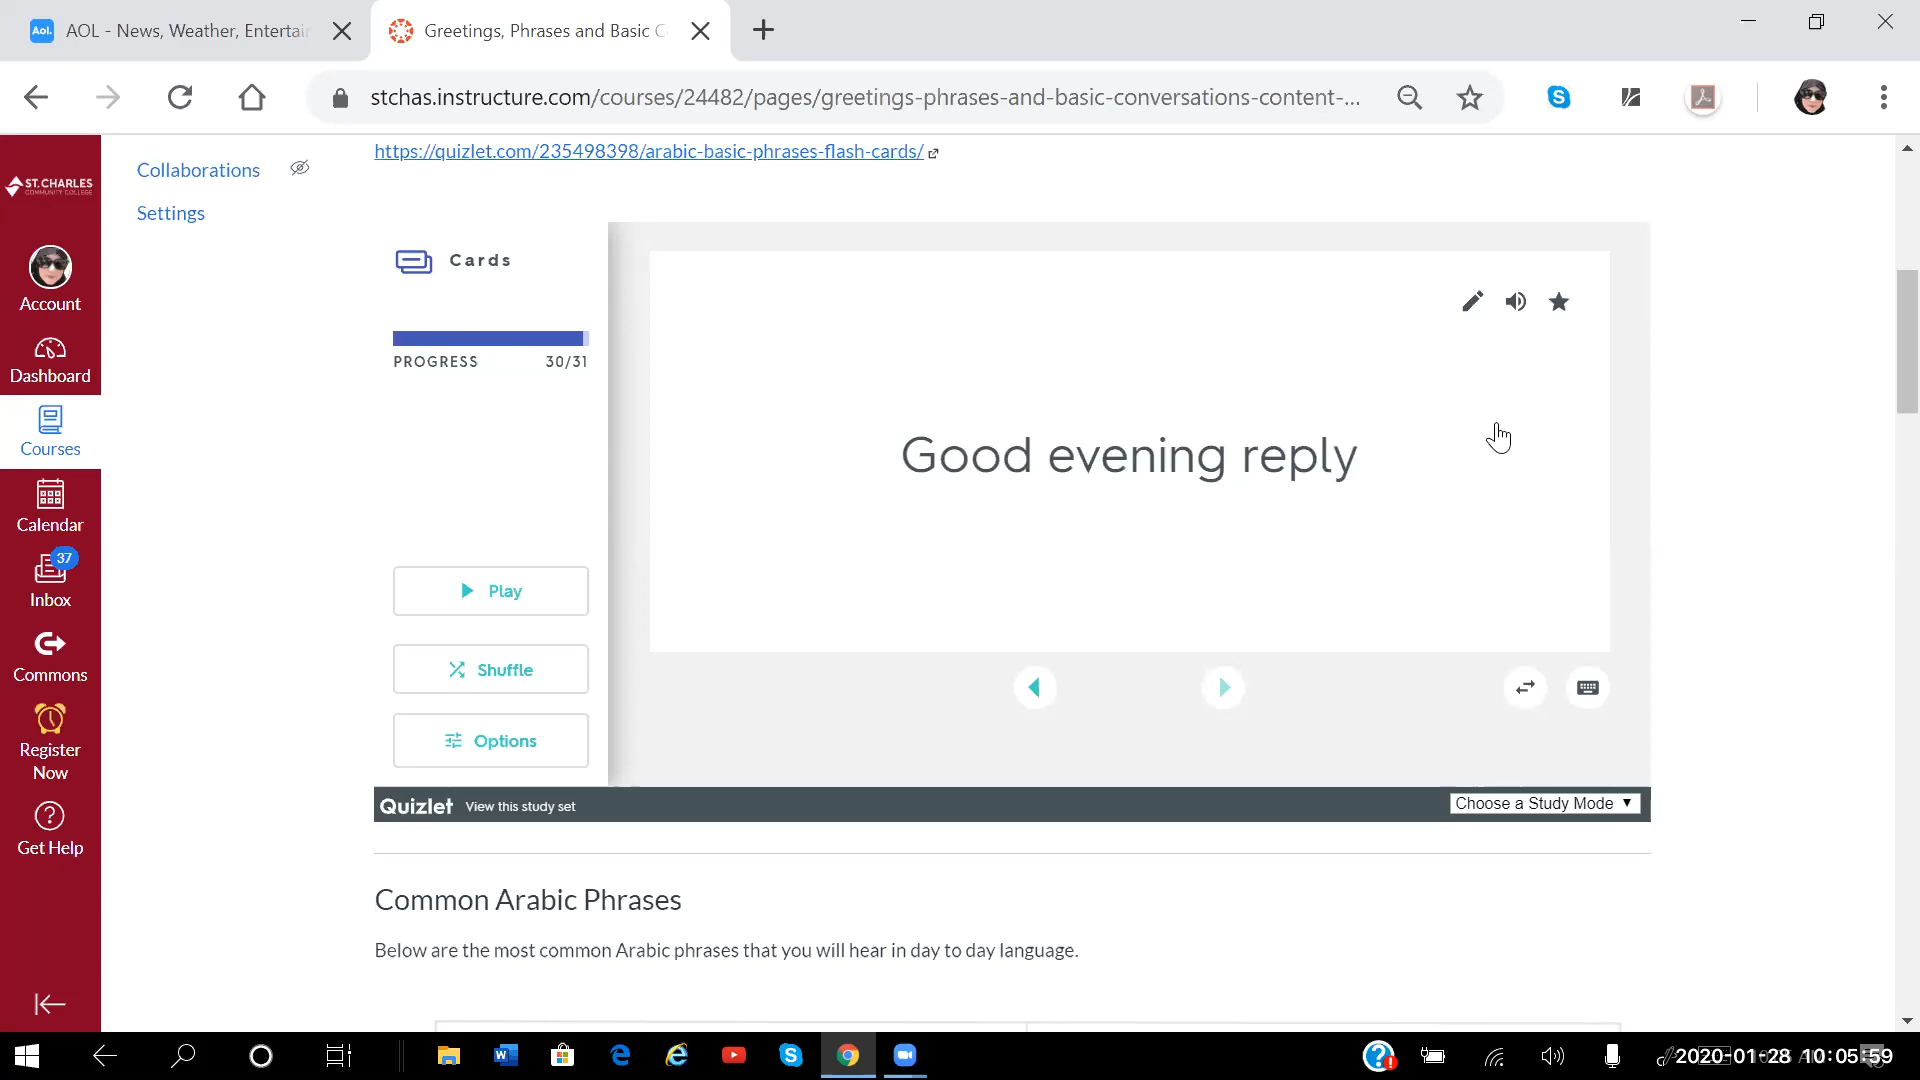 Aol.
AOL - News, Weather, Entertai
Greetings, Phrases and Basic C
stchas.instructure.com/courses/24482/pages/greetings-phrases-and-basic-conversations-content-...
ST.CHARLES
COMMUNITY COLLEGE
Account
Dashboard
Courses
Calendar
37
Inbox
Commons
Register
Now
Get Help
Collaborations
Settings
https://quizlet.com/235498398/arabic-basic-phrases-flash-cards/
Cards
PROGRESS 30/31
Play
Shuffle
Options
Good evening reply
Quizlet View this study set
Choose a Study Mode
Common Arabic Phrases
Below are the most common Arabic phrases that you will hear in day to day language.
2020-01-28 10:05:59